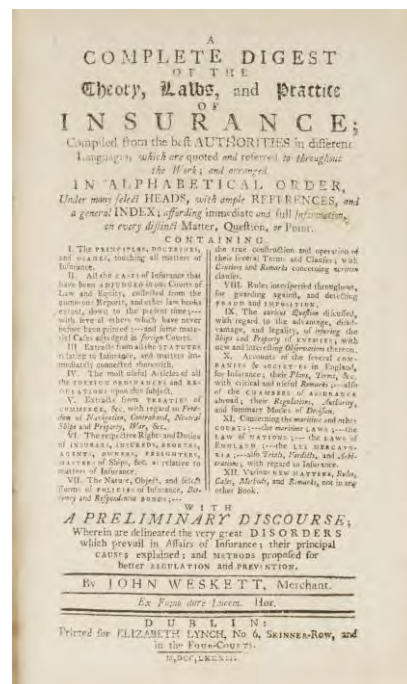 A
COMPLETE DIGEST
OF THE
Theory, Laws, and Practice
OF
INSURANCE;
Compiled from the best AUTHORITIES in different
Languages, which are quoted and referred to throughout
the Work; and arranged
IN ALPHABETICAL ORDER,
Under many select HEADS, with ample REFERENCES, and
a general INDEX; affording immediate and full Information,
on every distinct Matter, Question, or Point.
CONTAINING
I. The PRINCIPLES, DOCTRINES,
and USAGES, touching all matters of
Insurance.
II. All the CASES of Insurance that
have been ADJUDGED in our Courts of
Law and Equity, collected from the
numerous Reports, and other law books
extant, down to the present time;--
with several others which have never
before been printed :---and some mate-
rial Cases adjudged in Foreign Courts.
III. Extracts from all the STATUTES
relating to Insurance, and matters im-
mediately connected therewith.
IV. The most useful Articles of all
the FOREIGN ORDINANCES and RE-
GULATIONS upon this subject.
V. Extracts from TREATIES OF
COMMERCE, &c. with regard to Free-
dom of Navigation, Contraband, Neutral
Ships and Property, War, &c.
VI. The respective Rights and Duties
of INSURERS, INSUREDS, BROKERS,
AGENTS, OWNERS, FREIGHTERS,
MASTERS of Ships, &c. as relative to
matters of Insurance.
VII. The Nature, Object, and select
Forms of POLICIES of Insurance, Bot-
tomry and Respondentia BONDS;---
the true construction and operation of
their several Terms and Clauses; with
Cautions and Remarks concerning various
clauses.
VIII. Rules interspersed throughout,
for guarding against, and detecting
FRAUD and IMPOSITION.
IX. The curious Question discussed,
with regard to the advantage, disad-
vantage, and legality, of insuring the
Ships and Property of ENEMIES; with
new and interesting Observations thereon.
X. Accounts of the several COM-
PANIES & SOCIETIES in England,
for Insurance; their Plans, Terms, &c.
with critical and useful Remarks;---also
of the CHAMBERS of ASSURANCE
abroad; their Regulations, Authority,
and summary Modes of Decision.
XI. Concerning the maritime and other
COURTS;---the maritime LAWS;---the
LAW of NATIONS;--- the LAWS of
ENGLAND;---the LEX MERCATO-
RIA;---also Trials, Verdicts, and Arbi-
trations, with regard to Insurance.
XII. Various NEW MATTERS, Rules,
Cases, Methods, and Remarks, not in any
other Book.
WITH
A PRELIMINARY DISCOURSE;
Wherein are delineated the very great DISORDERS
which prevail in Affairs of Insurance; their principal
CAUSES explained; and METHODS proposed for
better REGULATION and PREVENTION.
By JOHN WESKETT, Merchant.
Ex Fumo dare Lucem. Hor.
DUBLIN:
Printed for ELIZABETH LYNCH, No 6, SKINNER-ROW, and
in the FOUR-COURTS.